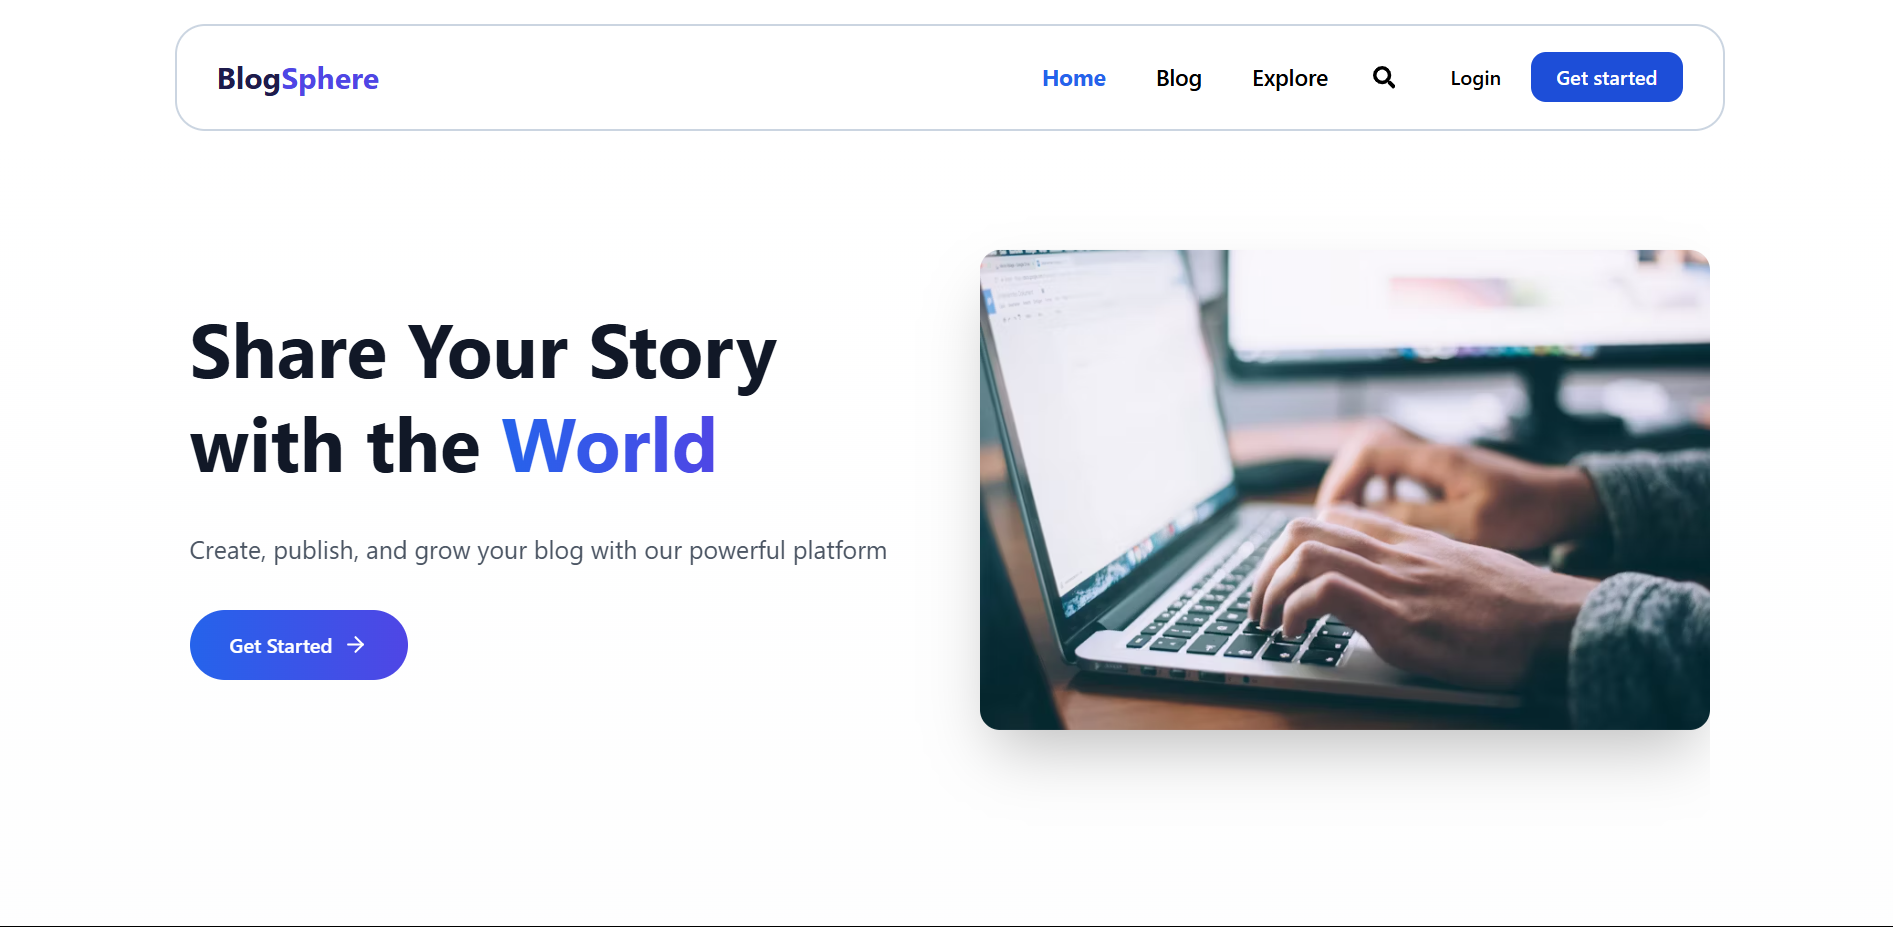 BlogSphere
Home Blog Explore Login Get started
Share Your Story
with the World
Create, publish, and grow your blog with our powerful platform
Get Started